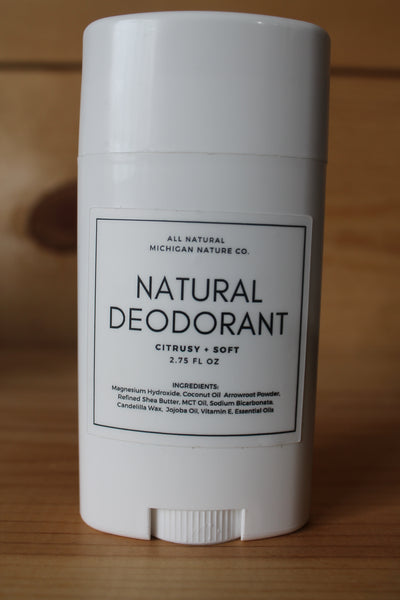 ALL NATURAL
MICHIGAN NATURE CO.
NATURAL
DEODORANT
CITRUSY + SOFT
2.75 FL OZ
INGREDIENTS:
Magnesium Hydroxide, Coconut Oil Arrowroot Powder,
Refined Shea Butter, MCT Oil, Sodium Bicarbonate,
Candelilla Wax, Jojoba Oil, Vitamin E, Essential Oils